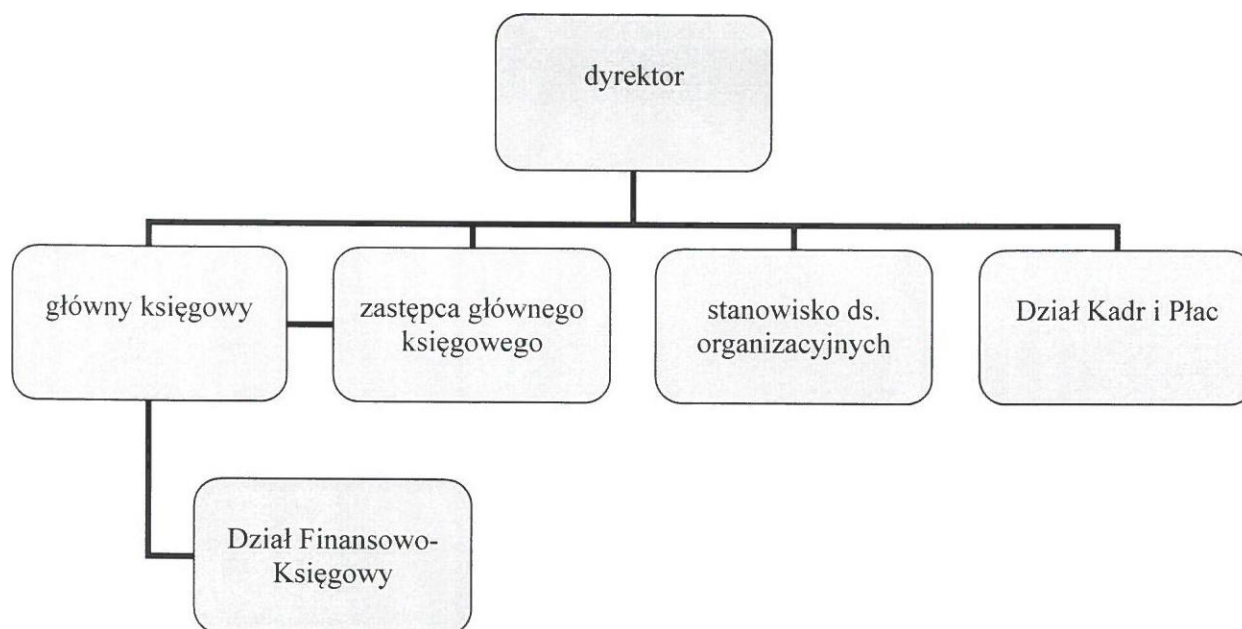 dyrektor
główny księgowy
zastępca głównego
księgowego
stanowisko ds.
organizacyjnych
Dział Kadr i Płac
Dział Finansowo-
Księgowy